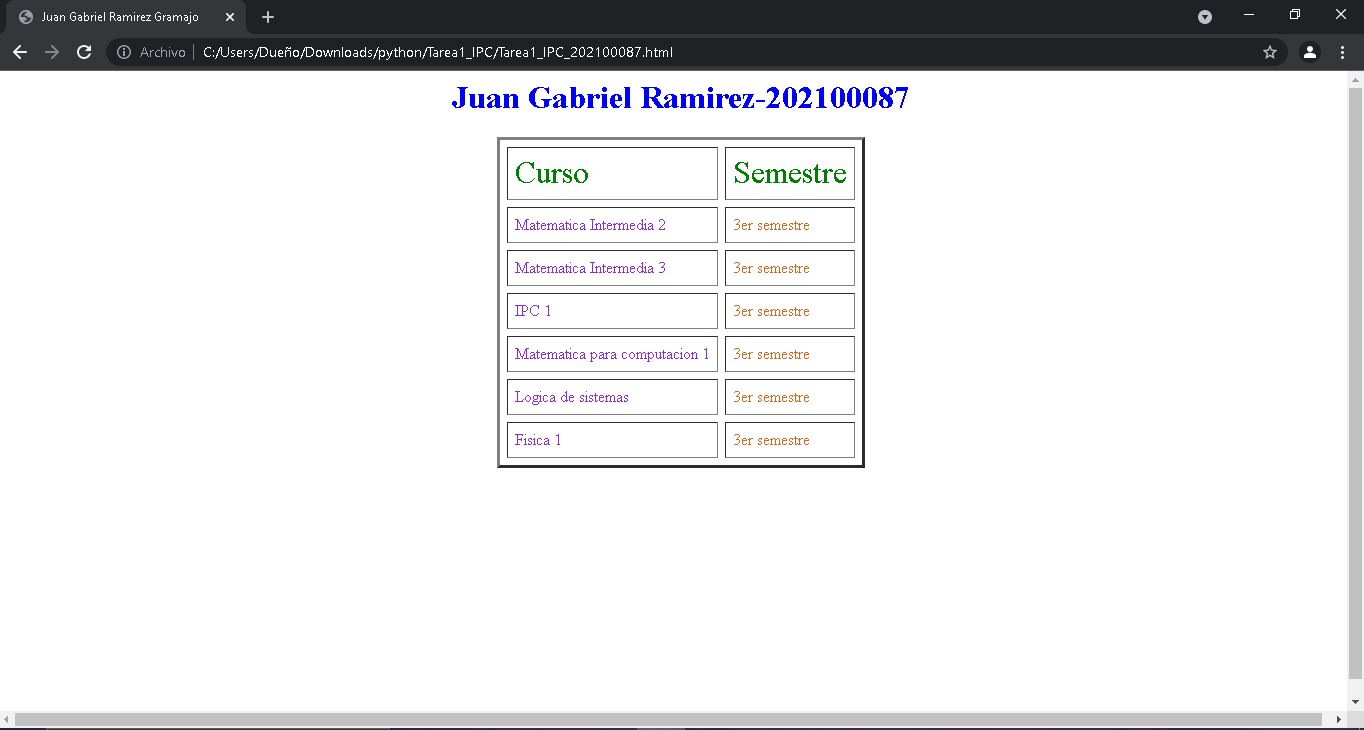 Juan Gabriel Ramirez Gramajo
Archivo C:/Users/Dueño/Downloads/python/Tarea1_IPC/Tarea1_IPC_202100087.html
Juan Gabriel Ramirez-202100087
Curso Semestre
Matematica Intermedia 2 3er semestre
Matematica Intermedia 3 3er semestre
IPC 1 3er semestre
Matematica para computacion 1 3er semestre
Logica de sistemas 3er semestre
Fisica 1 3er semestre